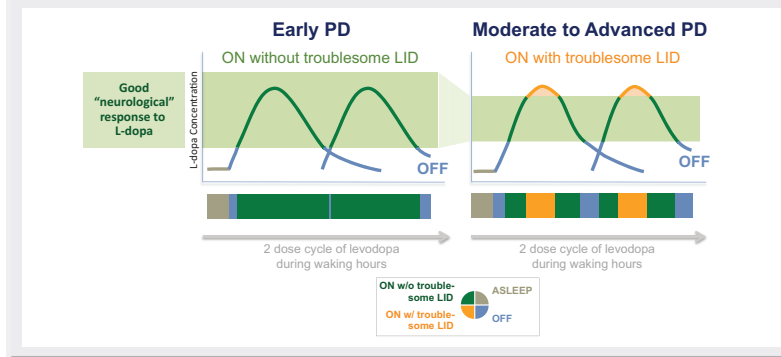 Early PD
Moderate to Advanced PD
ON without troublesome LID
ON with troublesome LID
Good
“neurological”
response to
L-dopa
L-dopa Concentration
OFF
OFF
2 dose cycle of levodopa
during waking hours
2 dose cycle of levodopa
during waking hours
ON w/o trouble-
some LID
ASLEEP
ON w/ trouble-
some LID
OFF